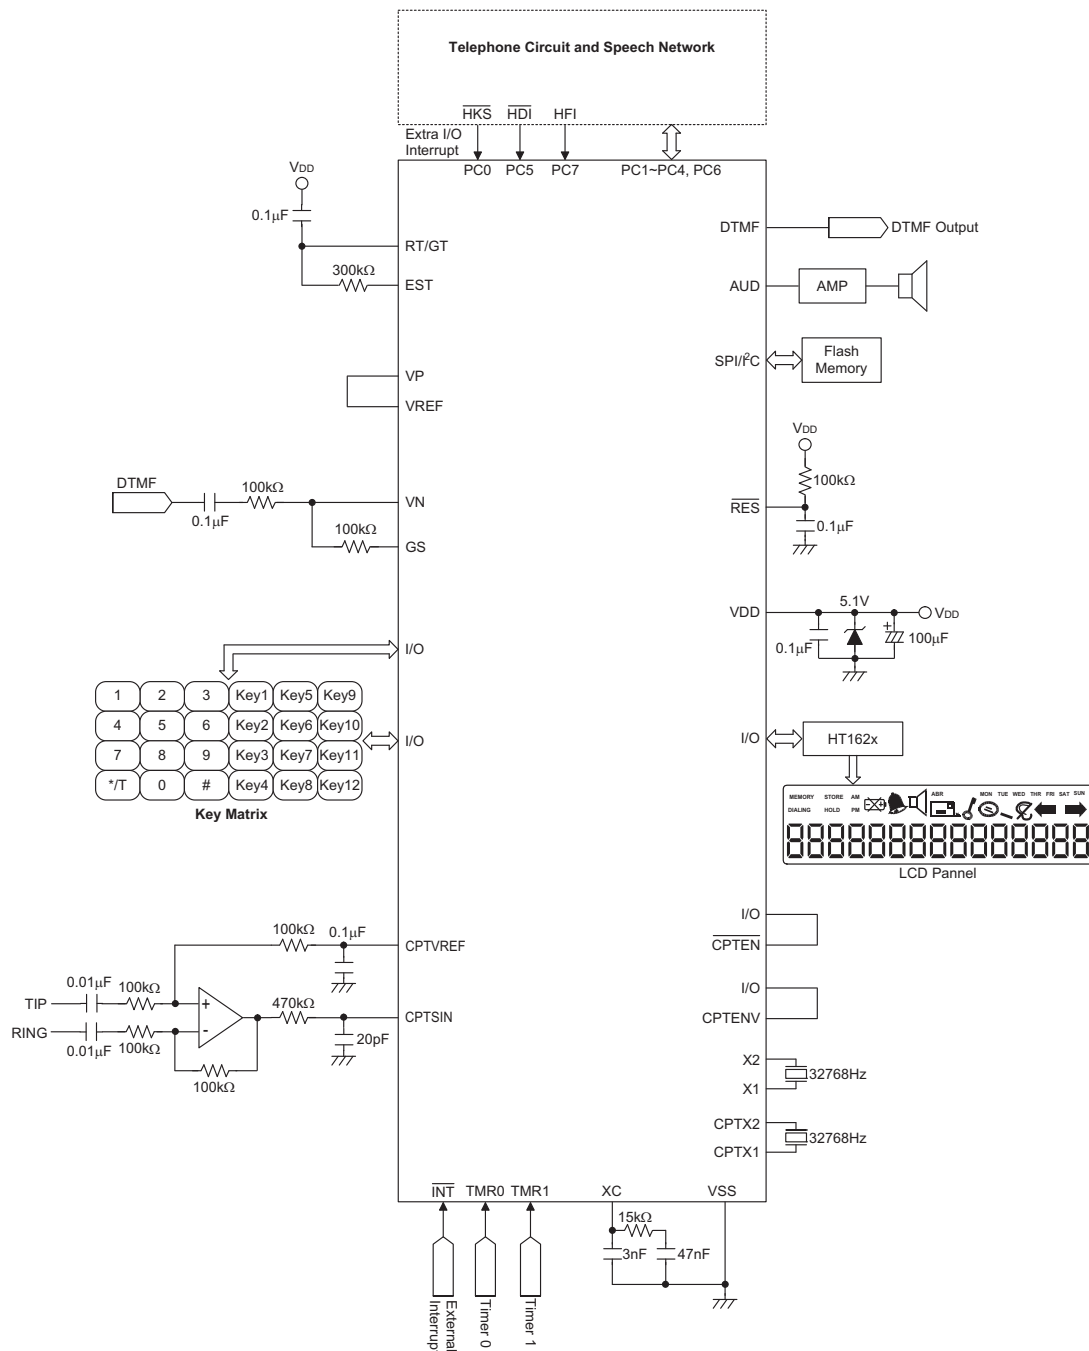 Telephone Circuit and Speech Network
HKS HDI HFI
Extra I/O
Interrupt
PC0 PC5 PC7 PC1~PC4, PC6
VDD
0.1μF
RT/GT
300kΩ
EST
DTMF
DTMF Output
AUD
AMP
SPI/I²C
Flash
Memory
VP
VREF
VDD
100kΩ
RES
0.1μF
DTMF
0.1μF
100kΩ
VN
100kΩ
GS
VDD
5.1V
VDD
0.1μF
100μF
I/O
1 2 3 Key1 Key5 Key9
4 5 6 Key2 Key6 Key10
7 8 9 Key3 Key7 Key11
*/T 0 # Key4 Key8 Key12
I/O
Key Matrix
I/O
HT162x
MEMORY STORE AM ABR MON TUE WED THR FRI SAT SUN
DIALING HOLD PM
LCD Pannel
I/O
CPTEN
I/O
CPTENV
100kΩ
0.1μF
CPTVREF
0.01μF
100kΩ
TIP
RING
0.01μF
100kΩ
+
-
470kΩ
CPTSIN
20pF
100kΩ
X2
32768Hz
X1
CPTX2
32768Hz
CPTX1
INT TMR0 TMR1 XC VSS
15kΩ
3nF
47nF
External
Interrup
Timer 0
Timer 1